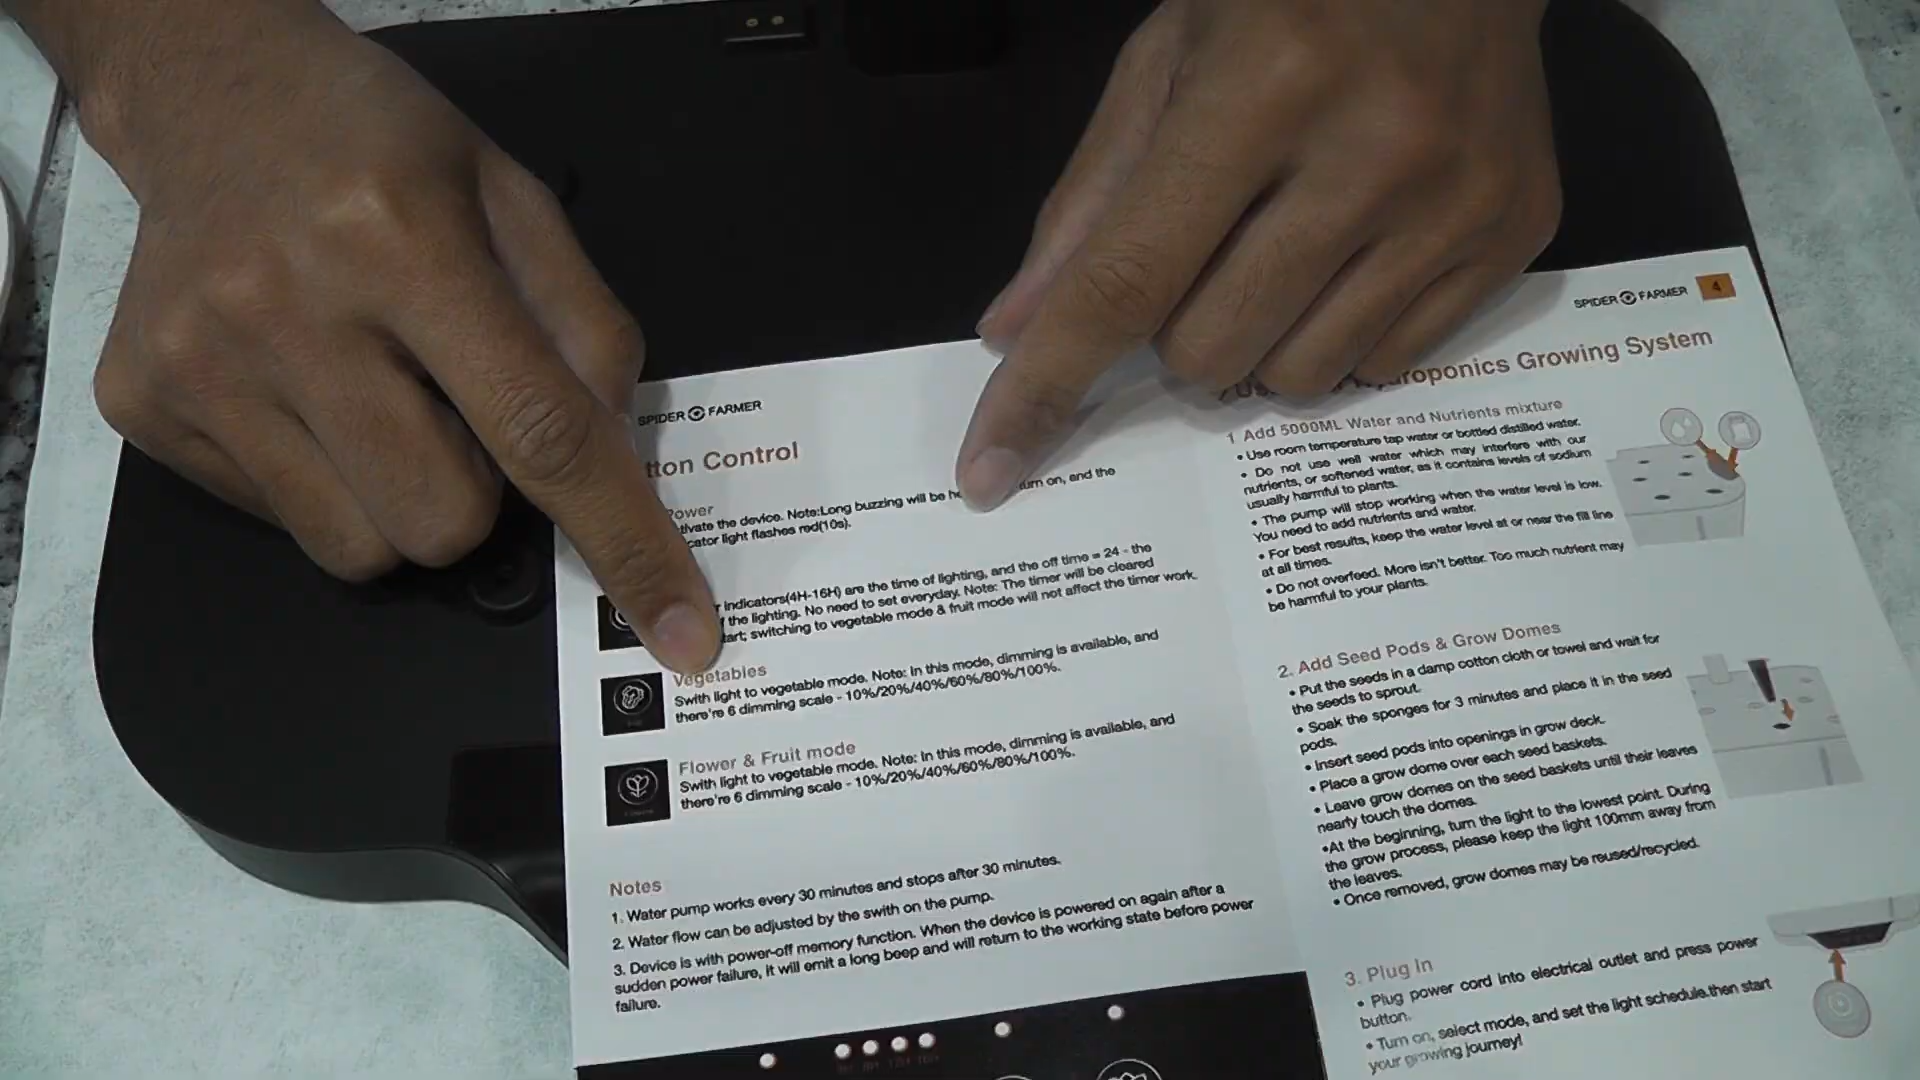 SPIDER FARMER
tton Control
Power
tivate the device. Note:Long buzzing will be he turn on, and the
cator light flashes red(10s).
r indicators(4H-16H) are the time of lighting, and the off time = 24 - the
f the lighting. No need to set everyday. Note: The timer will be cleared
tart; switching to vegetable mode & fruit mode will not affect the timer work.
Vegetables
Swith light to vegetable mode. Note: In this mode, dimming is available, and
there're 6 dimming scale - 10%/20%/40%/60%/80%/100%.
Flower & Fruit mode
Swith light to vegetable mode. Note: In this mode, dimming is available, and
there're 6 dimming scale - 10%/20%/40%/60%/80%/100%.
Notes
1. Water pump works every 30 minutes and stops after 30 minutes.
2. Water flow can be adjusted by the swith on the pump.
3. Device is with power-off memory function. When the device is powered on again after a
sudden power failure, it will emit a long beep and will return to the working state before power
failure.
SPIDER FARMER 4
droponics Growing System
1 Add 5000ML Water and Nutrients mixture
• Use room temperature tap water or bottled distilled water.
• Do not use well water which may interfere with our
nutrients, or softened water, as it contains levels of sodium
usually harmful to plants.
• The pump will stop working when the water level is low.
You need to add nutrients and water.
• For best results, keep the water level at or near the fill line
at all times.
• Do not overfeed. More isn't better. Too much nutrient may
be harmful to your plants.
2. Add Seed Pods & Grow Domes
• Put the seeds in a damp cotton cloth or towel and wait for
the seeds to sprout.
• Soak the sponges for 3 minutes and place it in the seed
pods.
• Insert seed pods into openings in grow deck.
• Place a grow dome over each seed baskets.
• Leave grow domes on the seed baskets until their leaves
nearly touch the domes.
•At the beginning, turn the light to the lowest point. During
the grow process, please keep the light 100mm away from
the leaves.
• Once removed, grow domes may be reused/recycled.
3. Plug In
• Plug power cord into electrical outlet and press power
button.
• Turn on, select mode, and set the light schedule.then start
your growing journey!